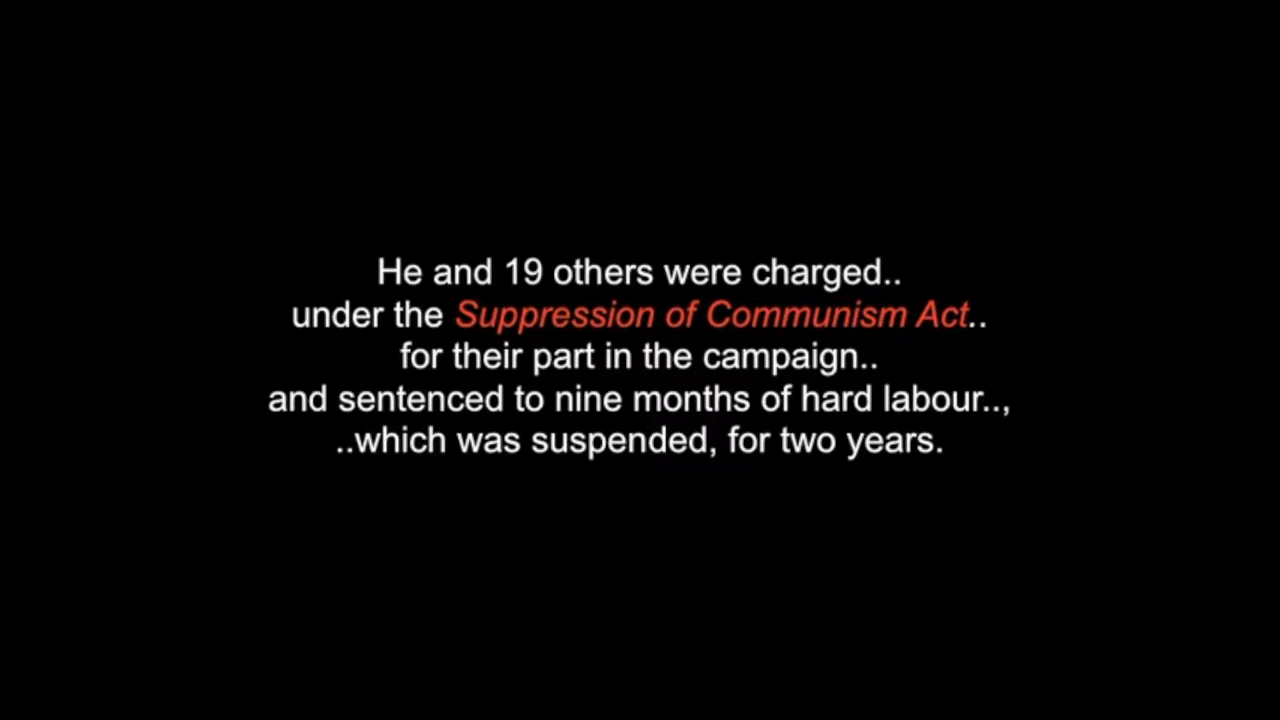 He and 19 others were charged..
under the Suppression of Communism Act..
for their part in the campaign..
and sentenced to nine months of hard labour..,
..which was suspended, for two years.